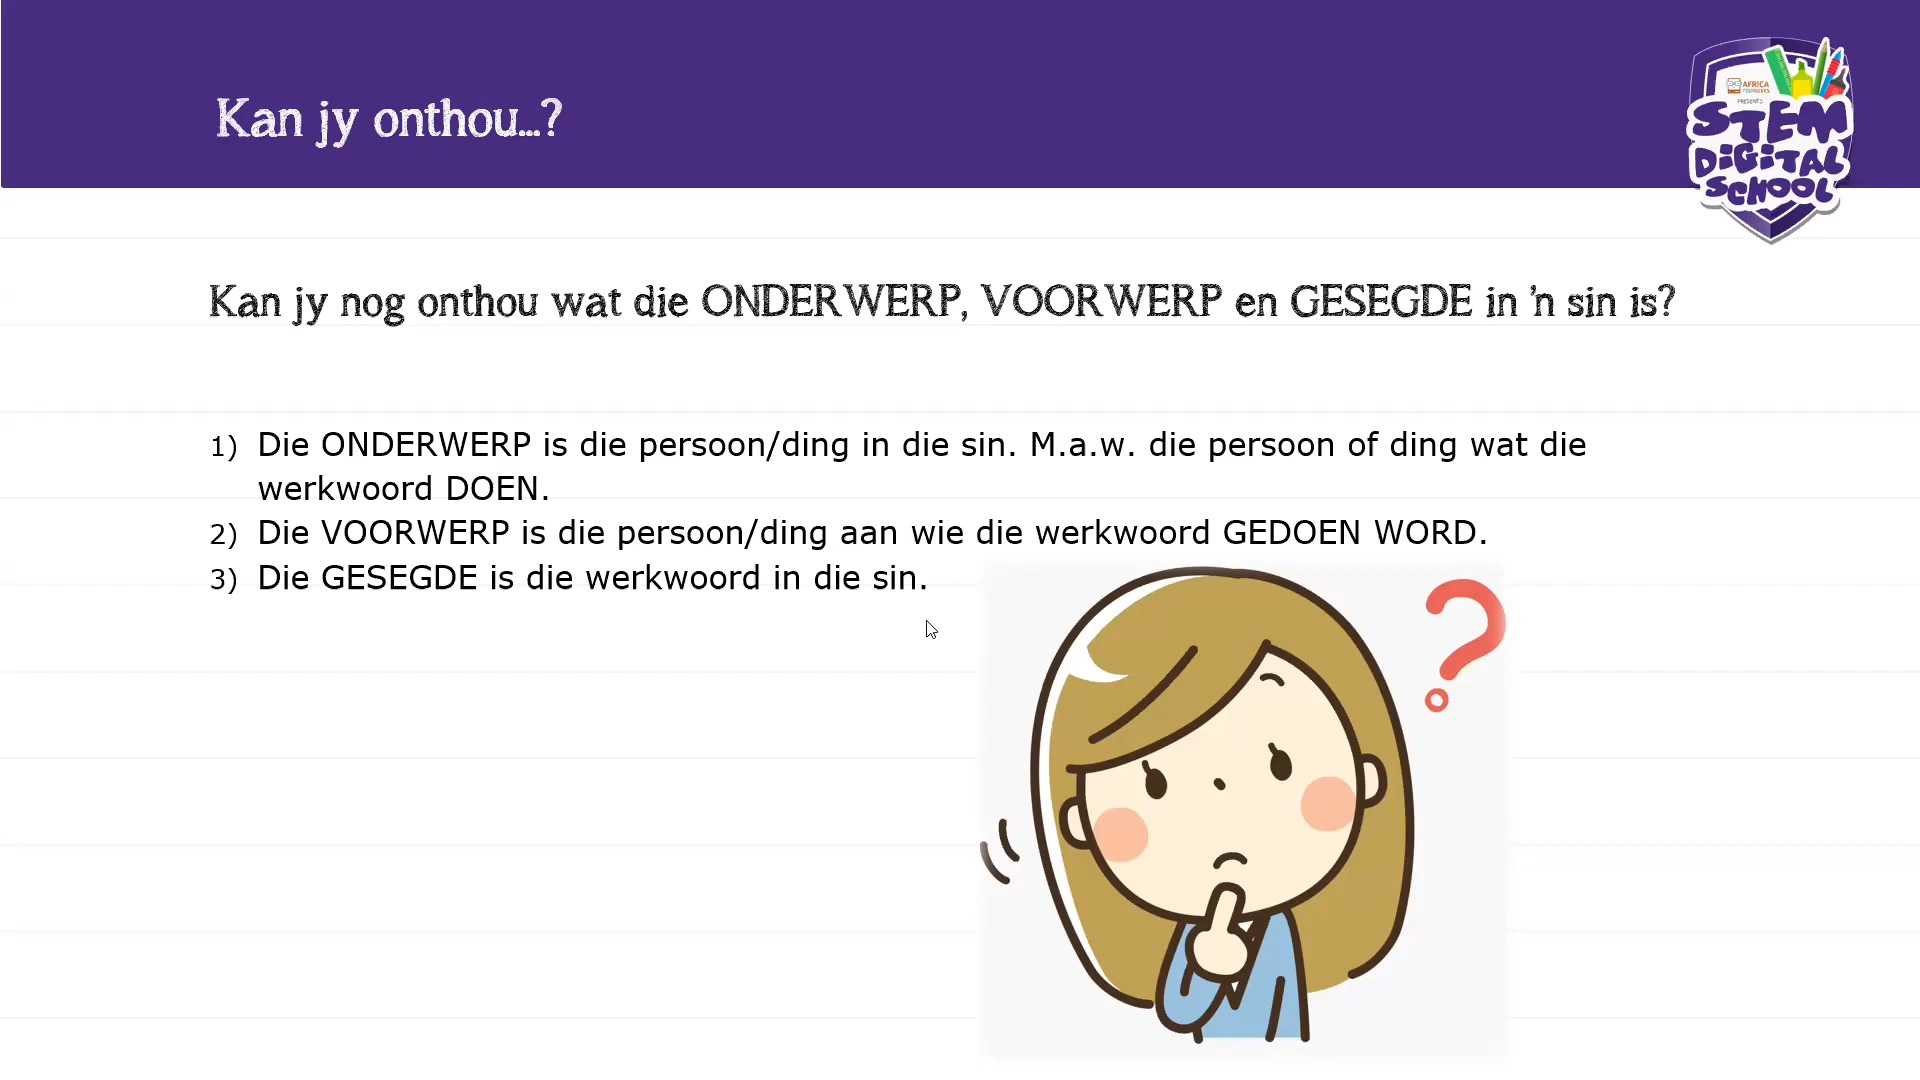 Kan jy onthou...?
AFRICA
PRESENTS
STEM
DIGITAL
SCHOOL
Kan jy nog onthou wat die ONDERWERP, VOORWERP en GESEGDE in 'n sin is?
1) Die ONDERWERP is die persoon/ding in die sin. M.a.w. die persoon of ding wat die
werkwoord DOEN.
2) Die VOORWERP is die persoon/ding aan wie die werkwoord GEDOEN WORD.
3) Die GESEGDE is die werkwoord in die sin.
?